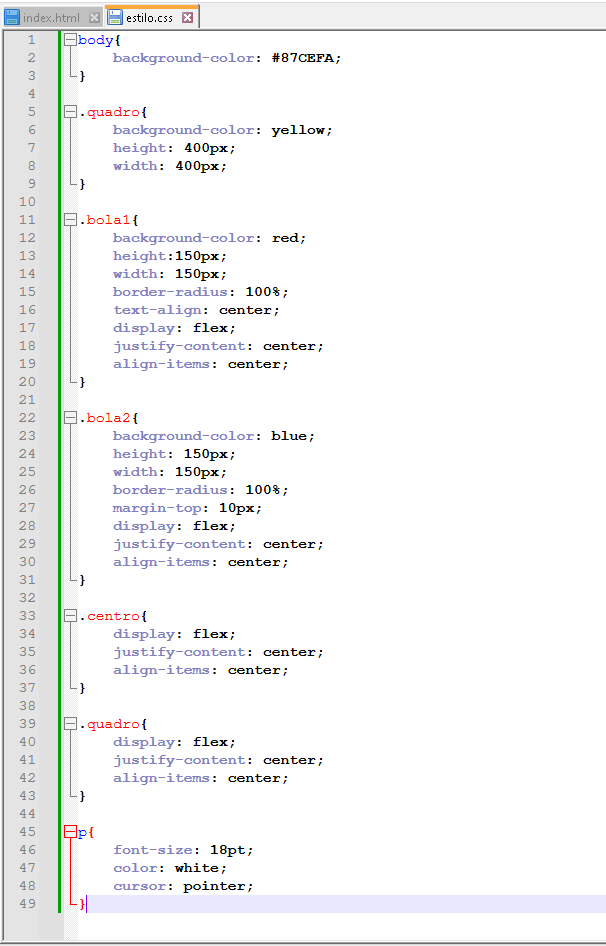 index.html estilo.css
1 body{
2 background-color: #87CEFA;
3 }
4
5 .quadro{
6 background-color: yellow;
7 height: 400px;
8 width: 400px;
9 }
10
11 .bola1{
12 background-color: red;
13 height:150px;
14 width: 150px;
15 border-radius: 100%;
16 text-align: center;
17 display: flex;
18 justify-content: center;
19 align-items: center;
20 }
21
22 .bola2{
23 background-color: blue;
24 height: 150px;
25 width: 150px;
26 border-radius: 100%;
27 margin-top: 10px;
28 display: flex;
29 justify-content: center;
30 align-items: center;
31 }
32
33 .centro{
34 display: flex;
35 justify-content: center;
36 align-items: center;
37 }
38
39 .quadro{
40 display: flex;
41 justify-content: center;
42 align-items: center;
43 }
44
45 p{
46 font-size: 18pt;
47 color: white;
48 cursor: pointer;
49 }